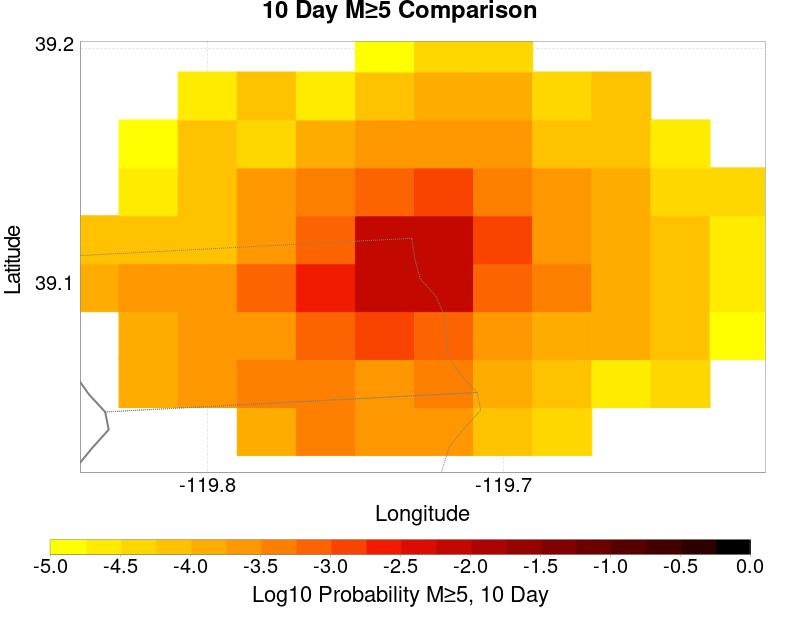 10 Day M≥5 Comparison
39.2
39.1
Latitude
-119.8 -119.7
Longitude
-5.0 -4.5 -4.0 -3.5 -3.0 -2.5 -2.0 -1.5 -1.0 -0.5 0.0
Log10 Probability M≥5, 10 Day